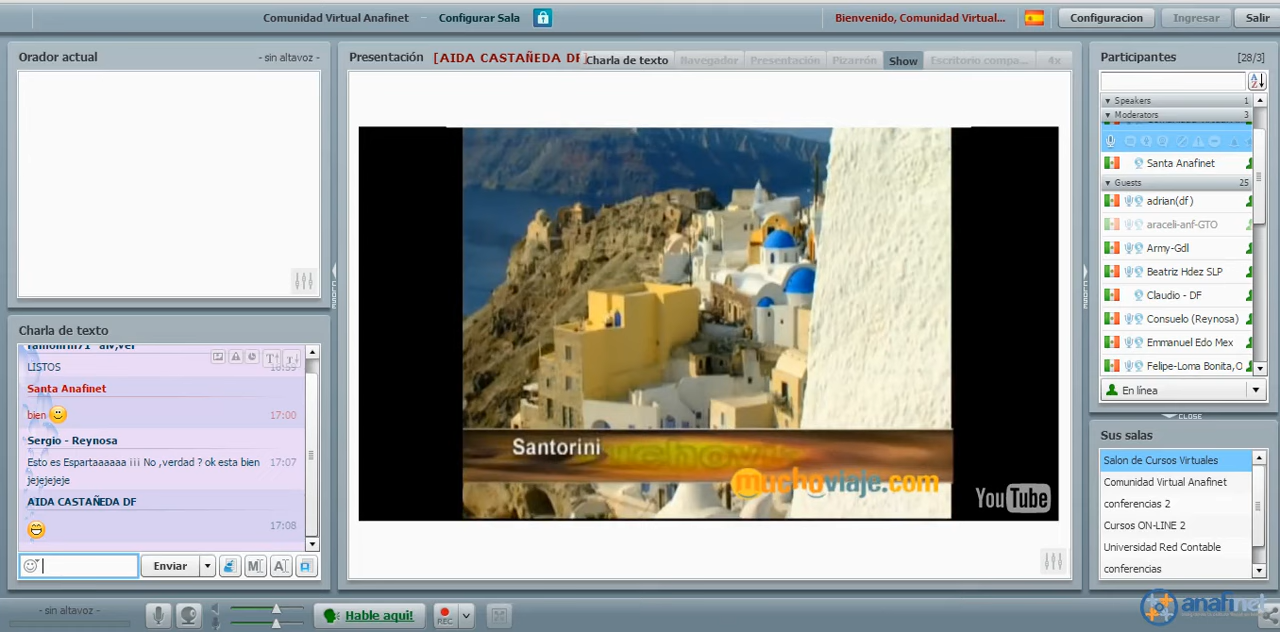 Comunidad Virtual Anafinet
Configurar Sala
Bienvenido, Comunidad Virtual...
Configuracion
Ingresar
Salir
Orador actual
- sin altavoz -
Presentación
[AIDA CASTAÑEDA DF
Charla de texto
Navegador
Presentación
Pizarrón
Show
Escritorio compa...
4x
Participantes
[28/3]
Speakers 1
Moderators 3
Santa Anafinet
Guests 25
adrian(df)
araceli-anf-GTO
Army-Gdl
Beatriz Hdez SLP
Claudio - DF
Consuelo (Reynosa)
Emmanuel Edo Mex
Felipe-Loma Bonita,O
En línea
CLOSE
Sus salas
Salon de Cursos Virtuales
Comunidad Virtual Anafinet
conferencias 2
Cursos ON-LINE 2
Universidad Red Contable
conferencias
Charla de texto
LISTOS
Santa Anafinet
bien 17:00
Sergio - Reynosa
Esto es Espartaaaaaa ¡¡¡ No ,verdad ? ok esta bien 17:07
jejejejeje
AIDA CASTAÑEDA DF
17:08
Enviar
Santorini
muchoviaje.com
YouTube
- sin altavoz -
Hable aqui!
REC
anafinet